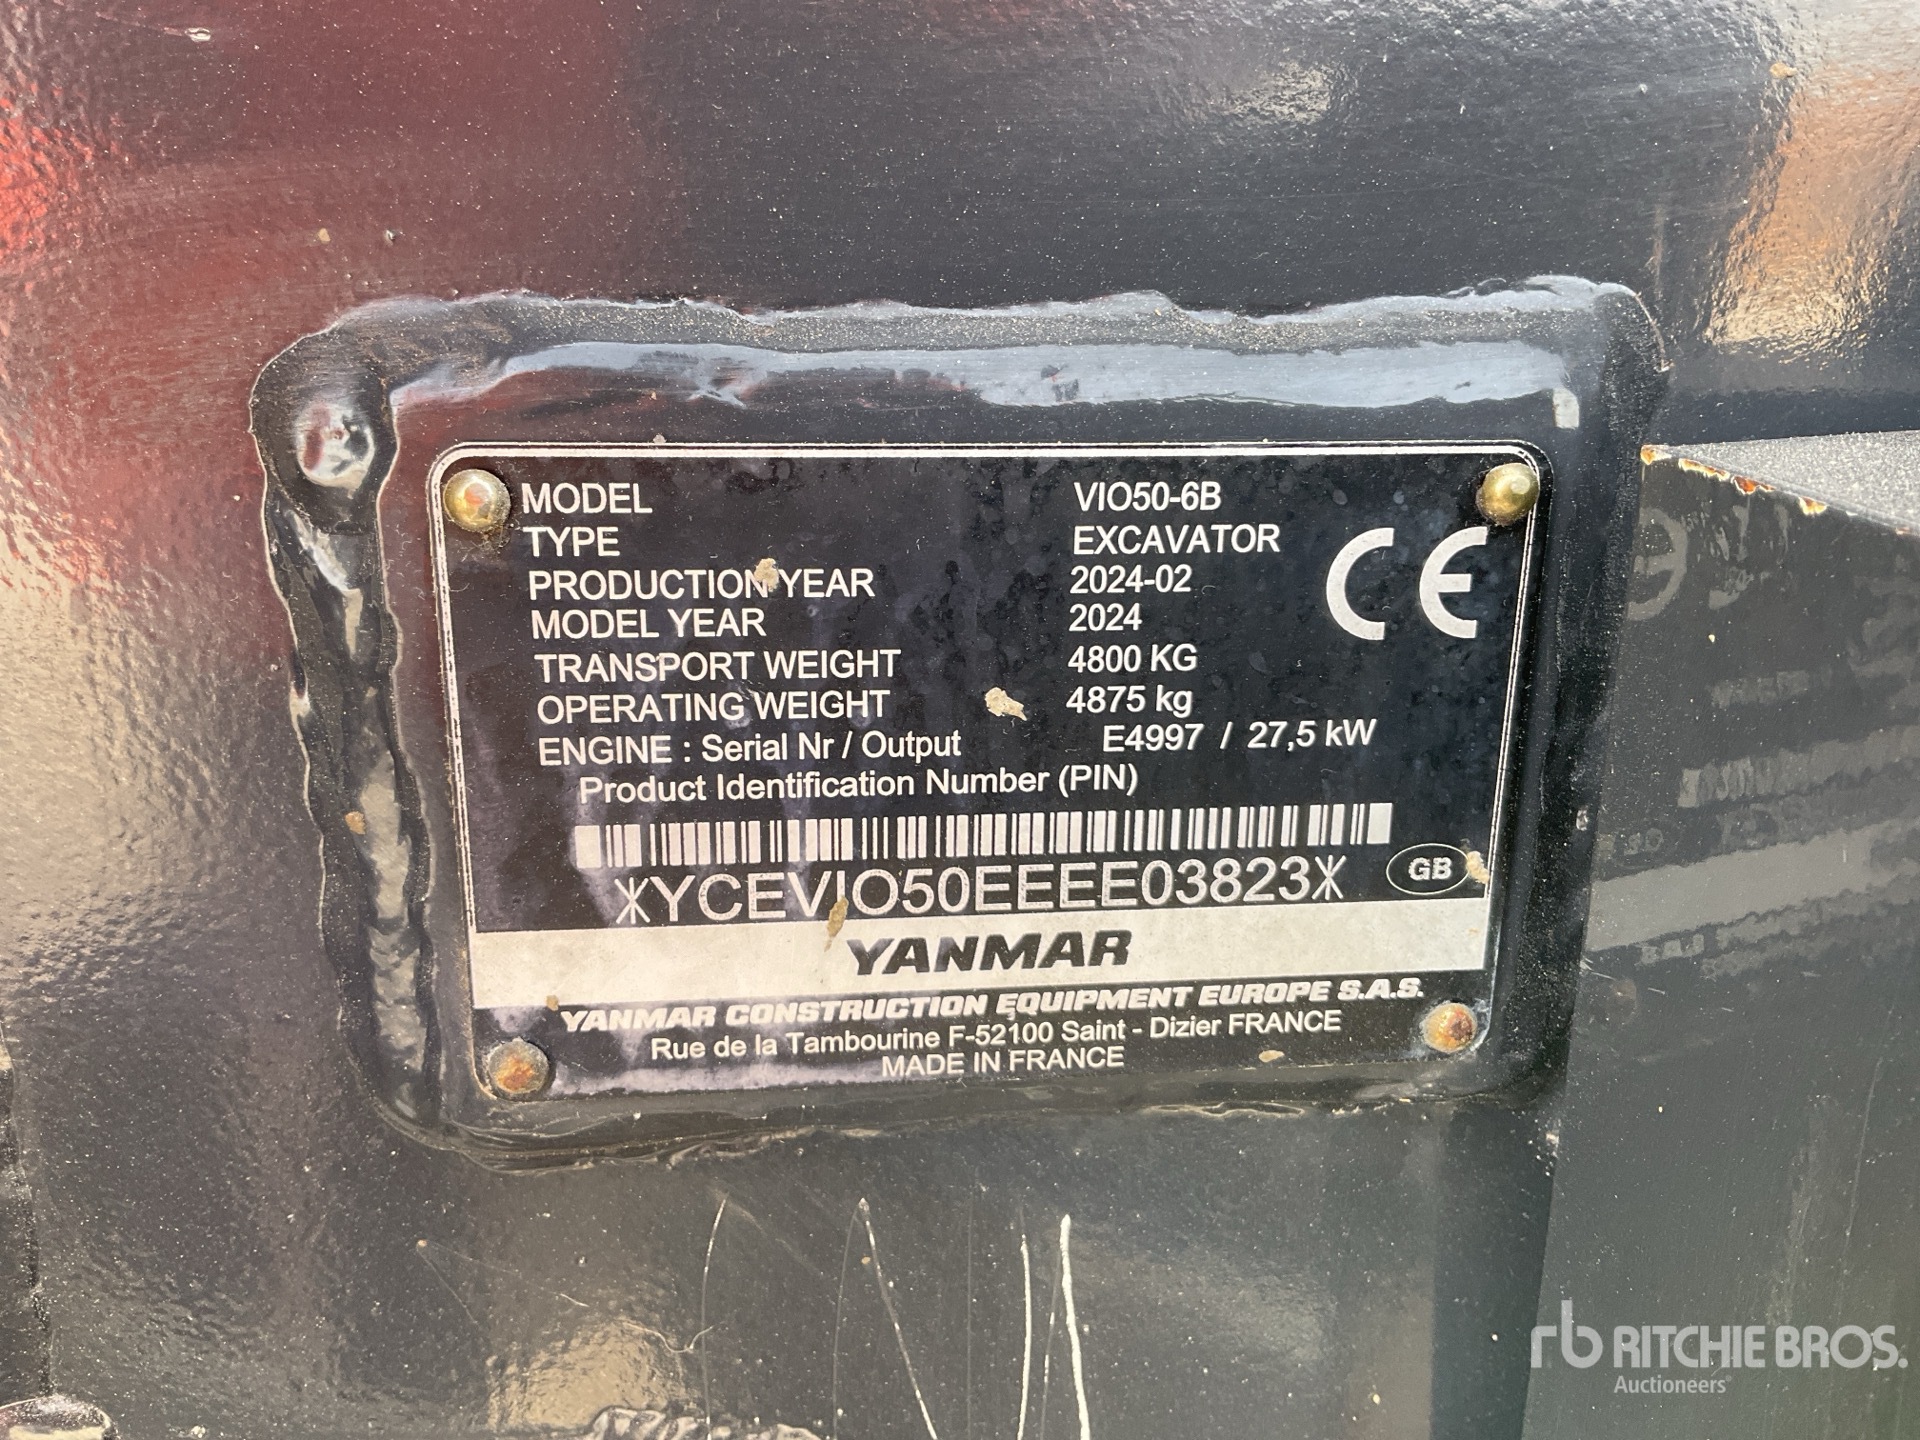 MODEL VIO50-6B
TYPE EXCAVATOR
PRODUCTION YEAR 2024-02
MODEL YEAR 2024
TRANSPORT WEIGHT 4800 KG
OPERATING WEIGHT 4875 kg
ENGINE : Serial Nr / Output E4997 / 27,5 kW
Product Identification Number (PIN)
YCEVIO50EEEE03823
CE
GB
YANMAR
YANMAR CONSTRUCTION EQUIPMENT EUROPE S.A.S.
Rue de la Tambourine F-52100 Saint - Dizier FRANCE
MADE IN FRANCE
rb RITCHIE BROS.
Auctioneers